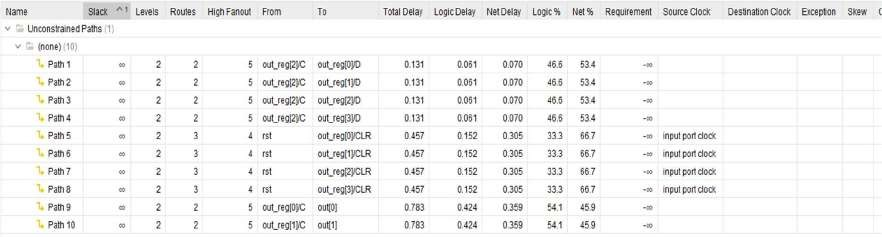 Name Slack ^1 Levels Routes High Fanout From To Total Delay Logic Delay Net Delay Logic % Net % Requirement Source Clock Destination Clock Exception Skew
Unconstrained Paths (1)
(none) (10)
Path 1 ∞ 2 2 5 out_reg[2]/C out_reg[0]/D 0.131 0.061 0.070 46.6 53.4 -∞
Path 2 ∞ 2 2 5 out_reg[2]/C out_reg[1]/D 0.131 0.061 0.070 46.6 53.4 -∞
Path 3 ∞ 2 2 5 out_reg[2]/C out_reg[2]/D 0.131 0.061 0.070 46.6 53.4 -∞
Path 4 ∞ 2 2 5 out_reg[2]/C out_reg[3]/D 0.131 0.061 0.070 46.6 53.4 -∞
Path 5 ∞ 2 3 4 rst out_reg[0]/CLR 0.457 0.152 0.305 33.3 66.7 -∞ input port clock
Path 6 ∞ 2 3 4 rst out_reg[1]/CLR 0.457 0.152 0.305 33.3 66.7 -∞ input port clock
Path 7 ∞ 2 3 4 rst out_reg[2]/CLR 0.457 0.152 0.305 33.3 66.7 -∞ input port clock
Path 8 ∞ 2 3 4 rst out_reg[3]/CLR 0.457 0.152 0.305 33.3 66.7 -∞ input port clock
Path 9 ∞ 2 2 5 out_reg[0]/C out[0] 0.783 0.424 0.359 54.1 45.9 -∞
Path 10 ∞ 2 2 5 out_reg[1]/C out[1] 0.783 0.424 0.359 54.1 45.9 -∞